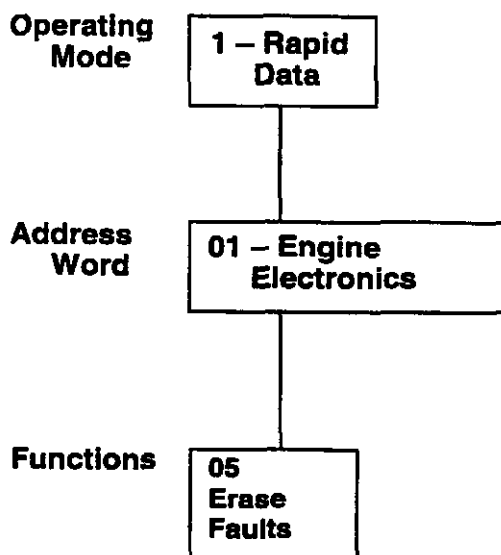 Operating
Mode
1 – Rapid
Data
Address
Word
01 – Engine
Electronics
Functions
05
Erase
Faults